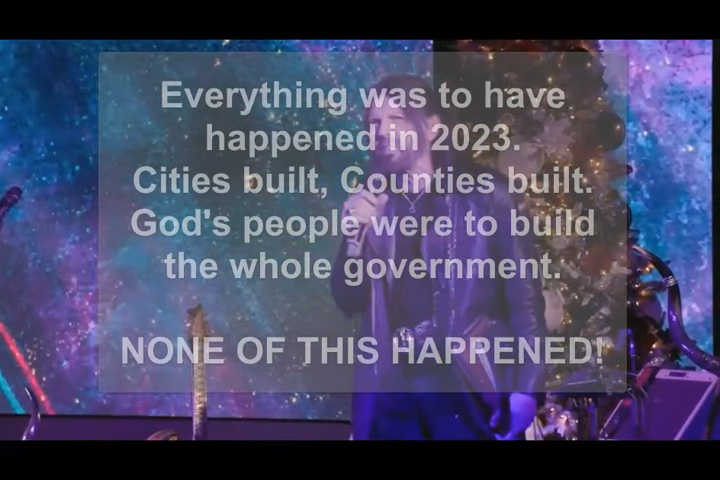 Everything was to have
happened in 2023.
Cities built, Counties built.
God's people were to build
the whole government.
NONE OF THIS HAPPENED!